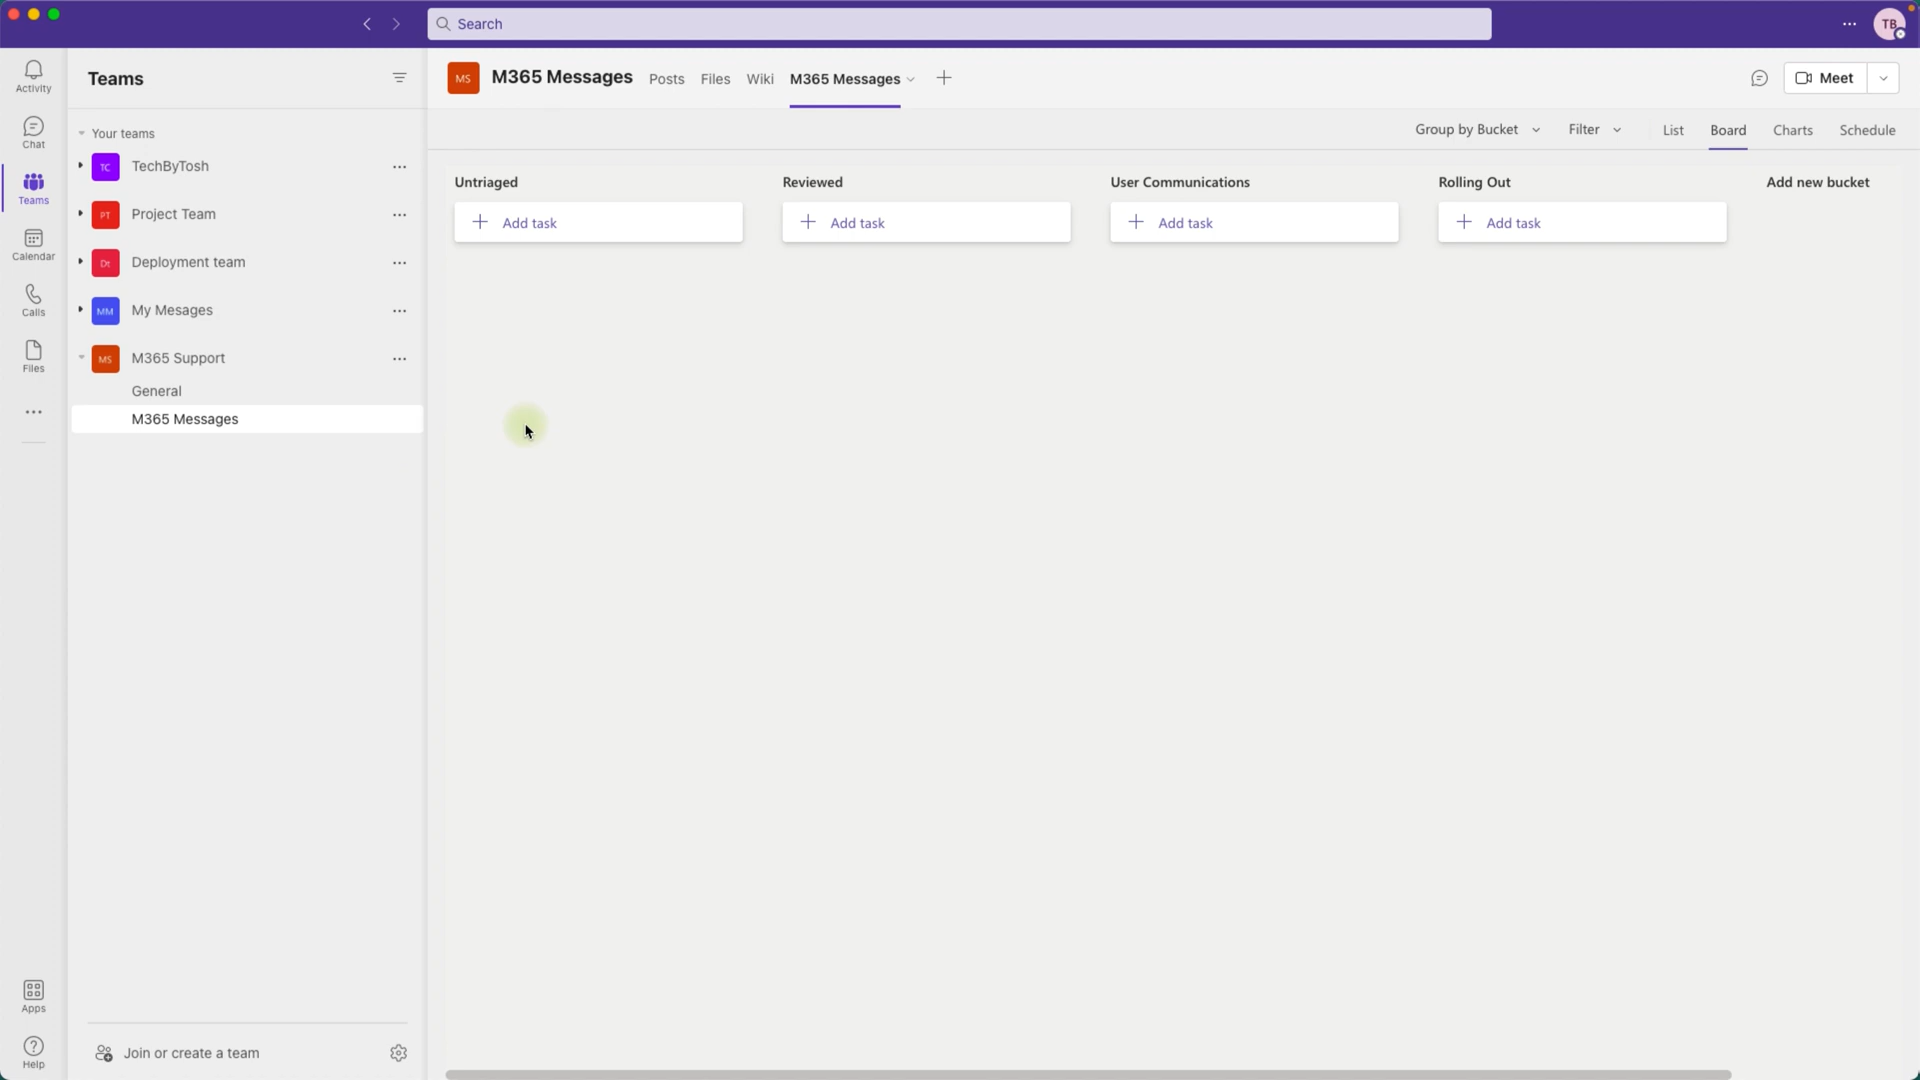 Search
TB
Activity
Chat
Teams
Calendar
Calls
Files
Apps
Help
Teams
Your teams
TC TechByTosh
PT Project Team
Dt Deployment team
MM My Mesages
MS M365 Support
General
M365 Messages
Join or create a team
MS M365 Messages Posts Files Wiki M365 Messages Meet
Group by Bucket Filter List Board Charts Schedule
Untriaged Reviewed User Communications Rolling Out Add new bucket
Add task Add task Add task Add task